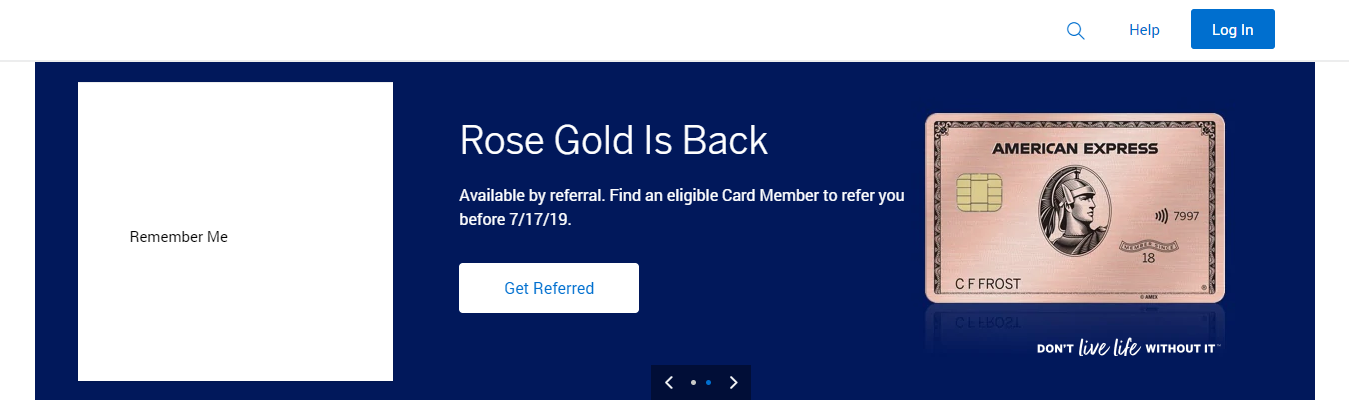 Help
Log In
Remember Me
Rose Gold Is Back
Available by referral. Find an eligible Card Member to refer you
before 7/17/19.
Get Referred
AMERICAN EXPRESS
7997
MEMBER SINCE
18
C F FROST
® 
© AMEX
C F FROST
DON'T live life WITHOUT IT™